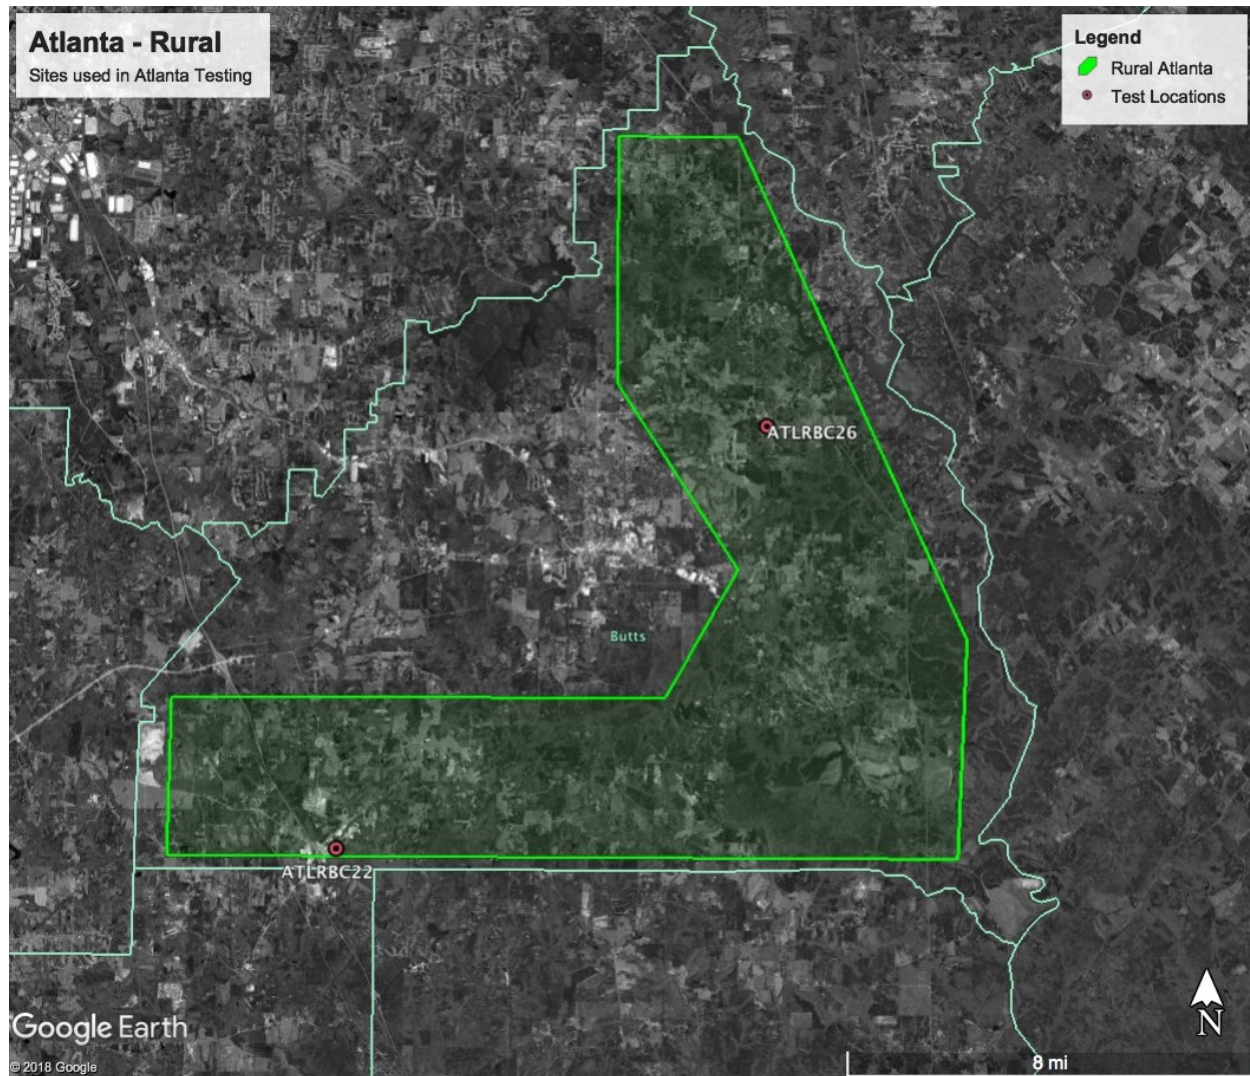 Atlanta - Rural
Sites used in Atlanta Testing
Legend
Rural Atlanta
Test Locations
ATLRBC26
Butts
ATLRBC22
N
Google Earth
© 2018 Google
8 mi